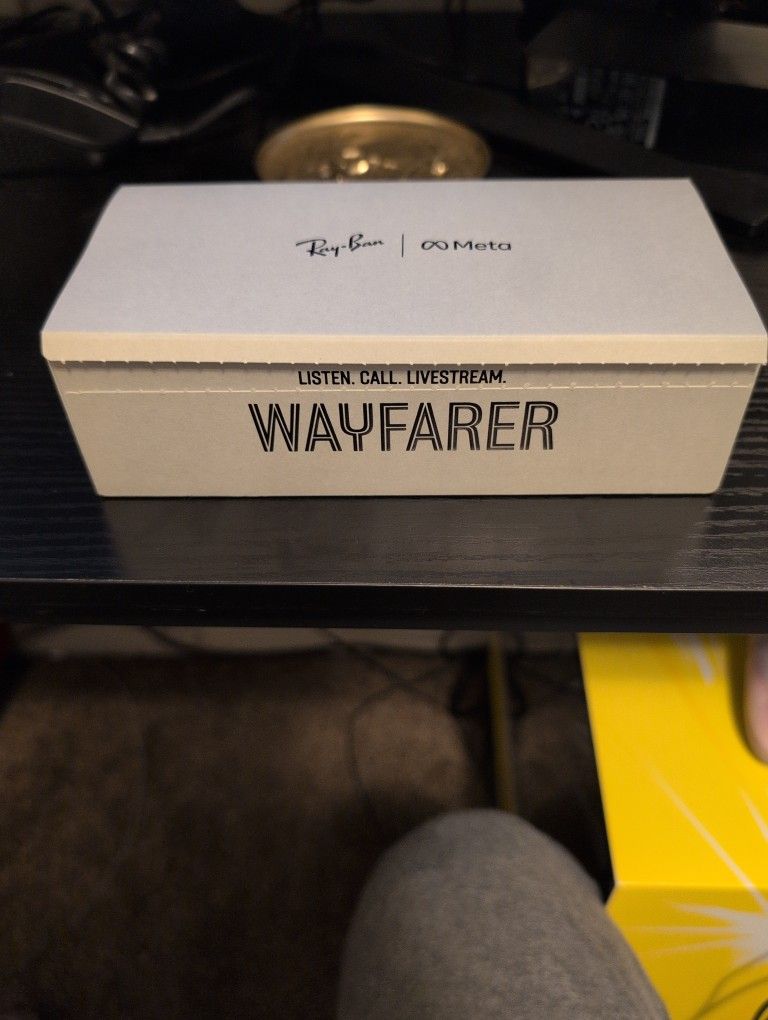 Ray-Ban | Meta
LISTEN. CALL. LIVESTREAM.
WAYFARER